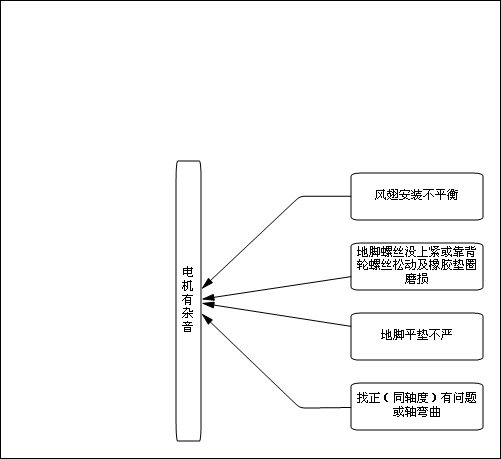 电
机
有
杂
音
风翅安装不平衡
地脚螺丝没上紧或靠背
轮螺丝松动及橡胶垫圈
磨损
地脚平垫不严
找正（同轴度）有问题
或轴弯曲